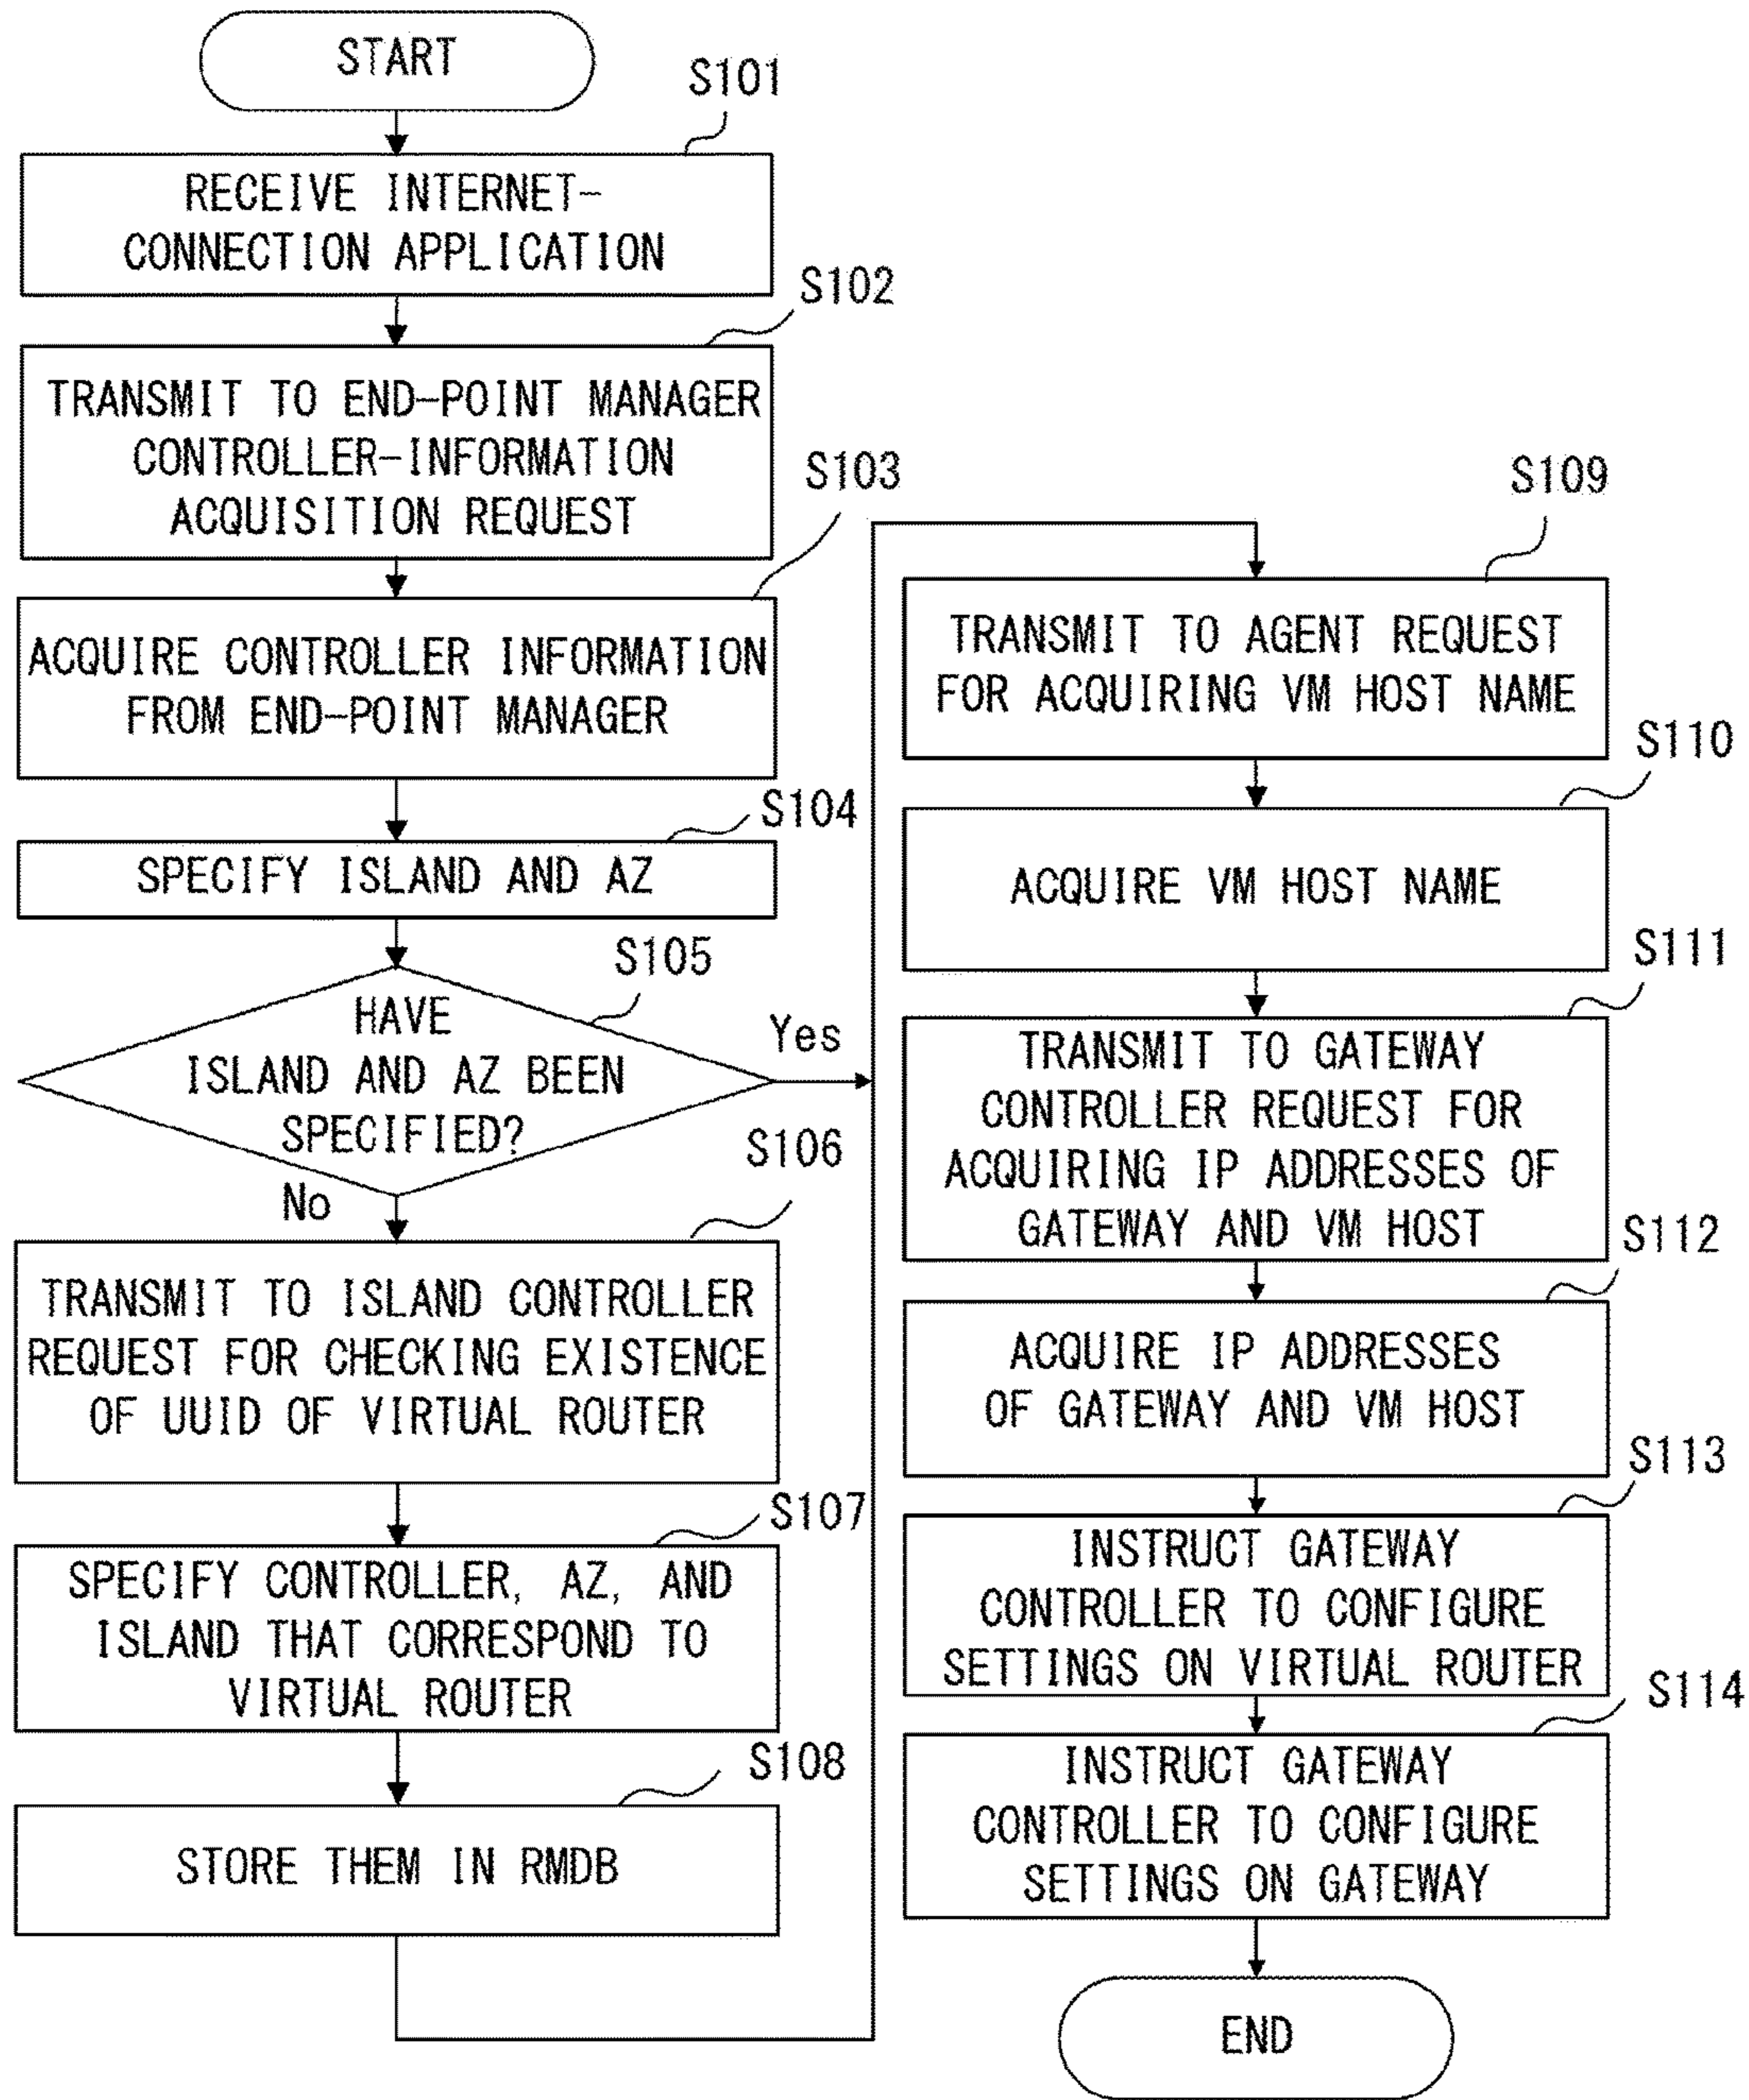 START
S101
RECEIVE INTERNET-
CONNECTION APPLICATION
S102
TRANSMIT TO END-POINT MANAGER
CONTROLLER-INFORMATION
ACQUISITION REQUEST
S103
ACQUIRE CONTROLLER INFORMATION
FROM END-POINT MANAGER
S104
SPECIFY ISLAND AND AZ
S105
HAVE
ISLAND AND AZ BEEN
SPECIFIED?
Yes
No
S106
TRANSMIT TO ISLAND CONTROLLER
REQUEST FOR CHECKING EXISTENCE
OF UUID OF VIRTUAL ROUTER
S107
SPECIFY CONTROLLER, AZ, AND
ISLAND THAT CORRESPOND TO
VIRTUAL ROUTER
S108
STORE THEM IN RMDB
S109
TRANSMIT TO AGENT REQUEST
FOR ACQUIRING VM HOST NAME
S110
ACQUIRE VM HOST NAME
S111
TRANSMIT TO GATEWAY
CONTROLLER REQUEST FOR
ACQUIRING IP ADDRESSES OF
GATEWAY AND VM HOST
S112
ACQUIRE IP ADDRESSES
OF GATEWAY AND VM HOST
S113
INSTRUCT GATEWAY
CONTROLLER TO CONFIGURE
SETTINGS ON VIRTUAL ROUTER
S114
INSTRUCT GATEWAY
CONTROLLER TO CONFIGURE
SETTINGS ON GATEWAY
END